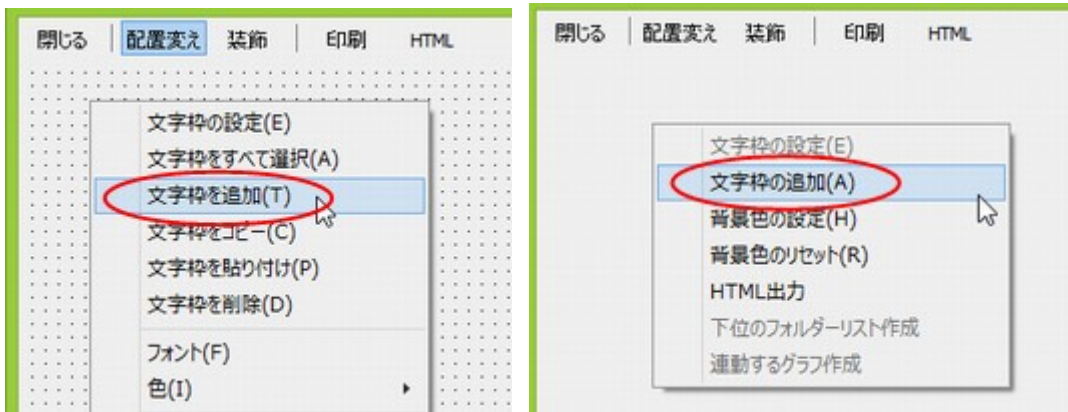 閉じる 配置変え 装飾 印刷 HTML
文字枠の設定(E)
文字枠をすべて選択(A)
文字枠を追加(T)
文字枠をコピー(C)
文字枠を貼り付け(P)
文字枠を削除(D)
フォント(F)
色(I)
閉じる 配置変え 装飾 印刷 HTML
文字枠の設定(E)
文字枠の追加(A)
背景色の設定(H)
背景色のリセット(R)
HTML出力
下位のフォルダーリスト作成
連動するグラフ作成